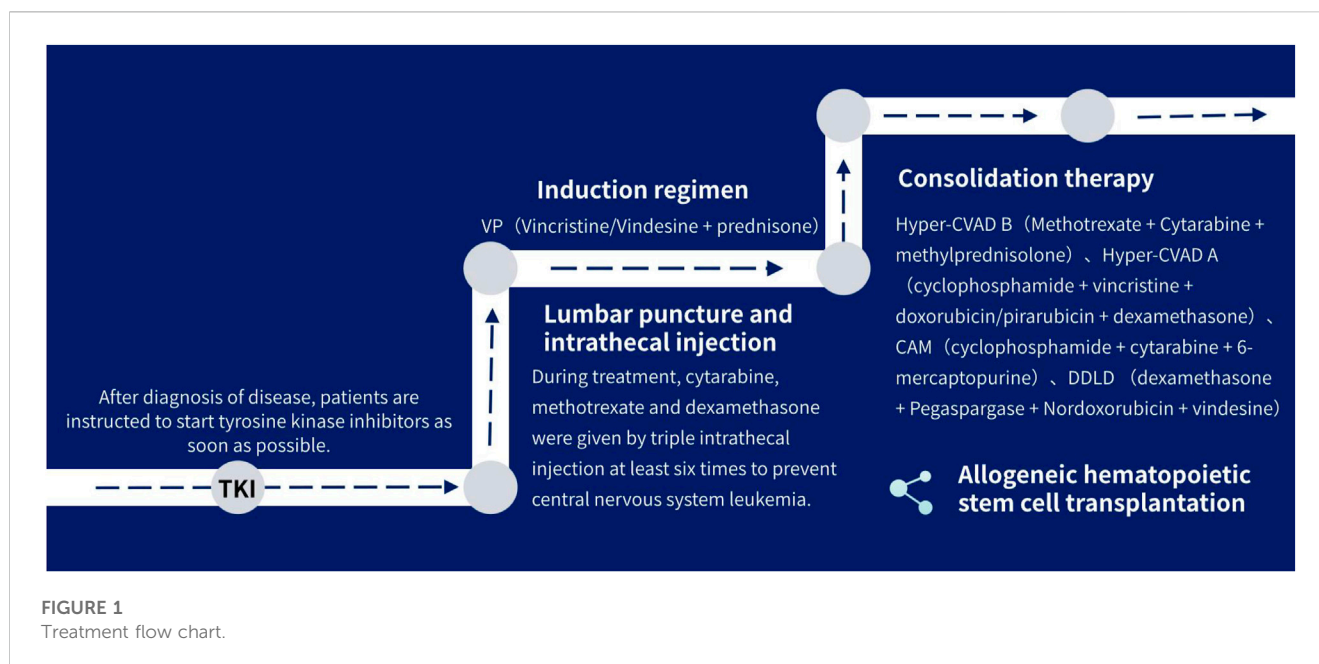 After diagnosis of disease, patients are
instructed to start tyrosine kinase inhibitors as
soon as possible.
TKI
Induction regimen
VP（Vincristine/Vindesine + prednisone）
Lumbar puncture and
intrathecal injection
During treatment, cytarabine,
methotrexate and dexamethasone
were given by triple intrathecal
injection at least six times to prevent
central nervous system leukemia.
Consolidation therapy
Hyper-CVAD B（Methotrexate + Cytarabine +
methylprednisolone）、Hyper-CVAD A
（cyclophosphamide + vincristine +
doxorubicin/pirarubicin + dexamethasone）、
CAM（cyclophosphamide + cytarabine + 6-
mercaptopurine）、DDLD （dexamethasone
+ Pegaspargase + Nordoxorubicin + vindesine）
Allogeneic hematopoietic
stem cell transplantation
FIGURE 1
Treatment flow chart.